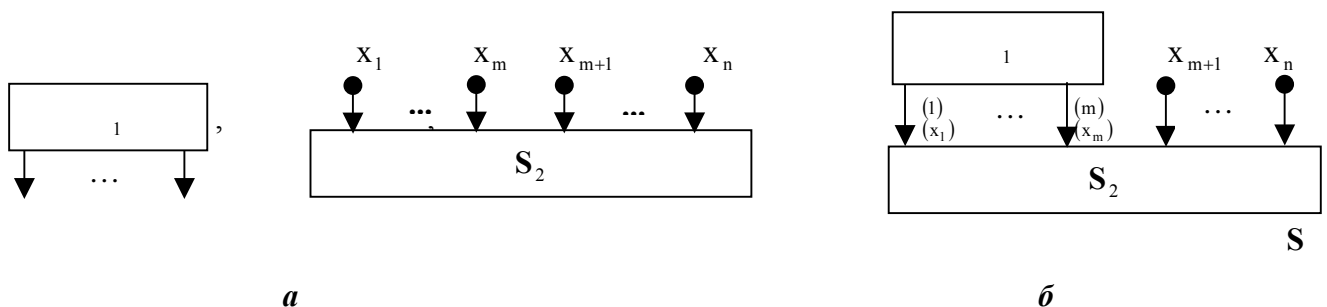 1 ,
…
x₁ ... xₘ xₘ₊₁ ... xₙ
,
S₂
а
1
xₘ₊₁ … xₙ
(1) … (m)
(x₁) (xₘ)
S₂
S
б